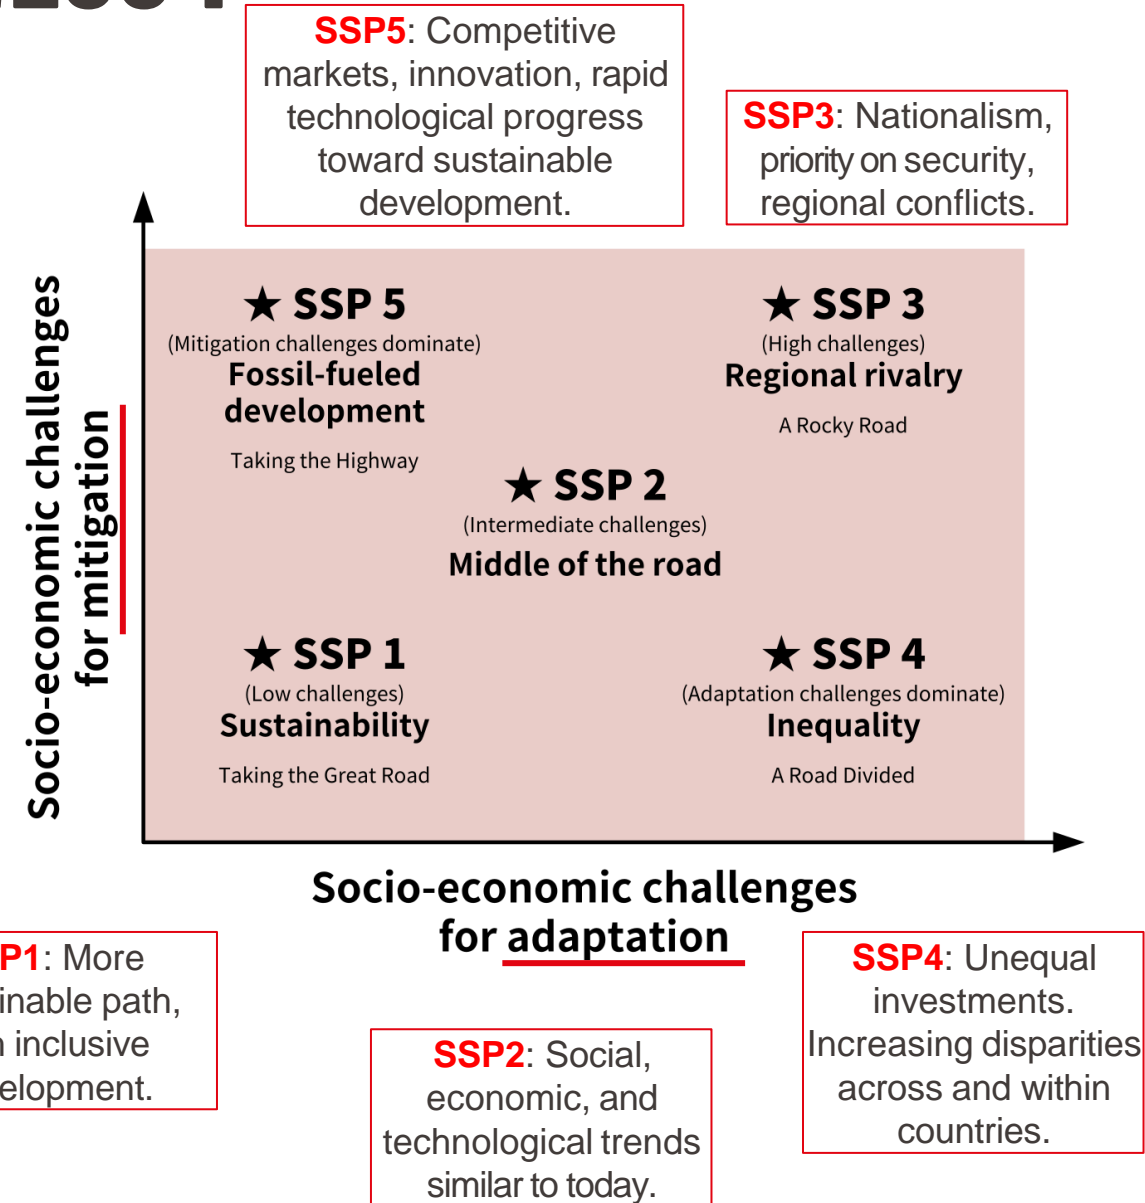 SSP5: Competitive
markets, innovation, rapid
technological progress
toward sustainable
development.
SSP3: Nationalism,
priority on security,
regional conflicts.
Socio-economic challenges
for mitigation
★ SSP 5
(Mitigation challenges dominate)
Fossil-fueled
development
Taking the Highway
★ SSP 3
(High challenges)
Regional rivalry
A Rocky Road
★ SSP 2
(Intermediate challenges)
Middle of the road
★ SSP 1
(Low challenges)
Sustainability
Taking the Great Road
★ SSP 4
(Adaptation challenges dominate)
Inequality
A Road Divided
Socio-economic challenges
for adaptation
P1: More
inable path,
inclusive
elopment.
SSP2: Social,
economic, and
technological trends
similar to today.
SSP4: Unequal
investments.
Increasing disparities
across and within
countries.